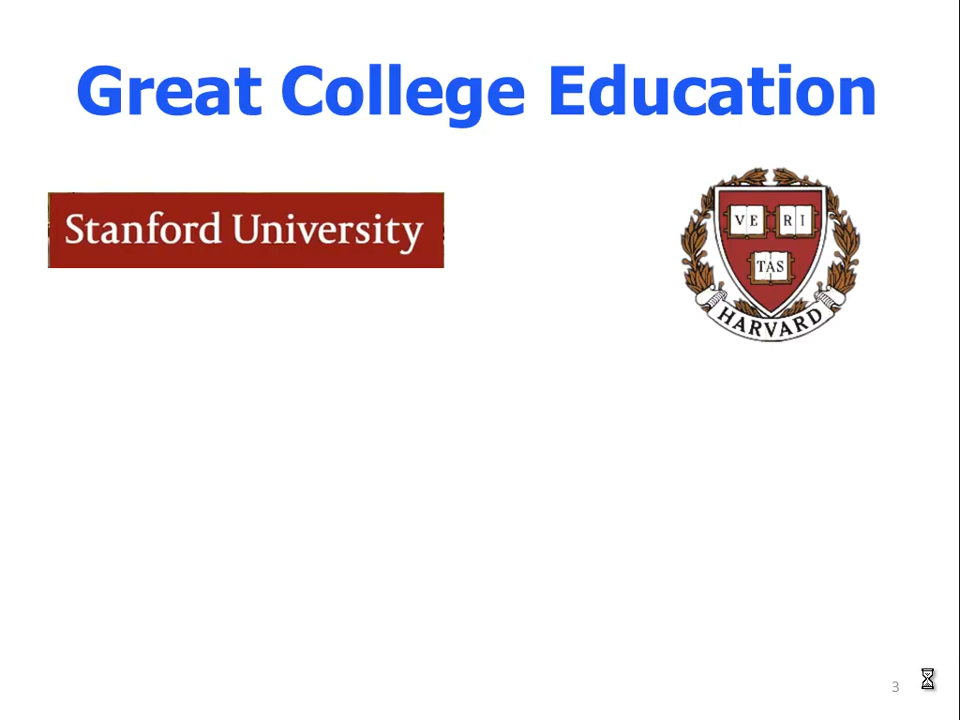 Great College Education
Stanford University
VE RI
TAS
HARVARD
3